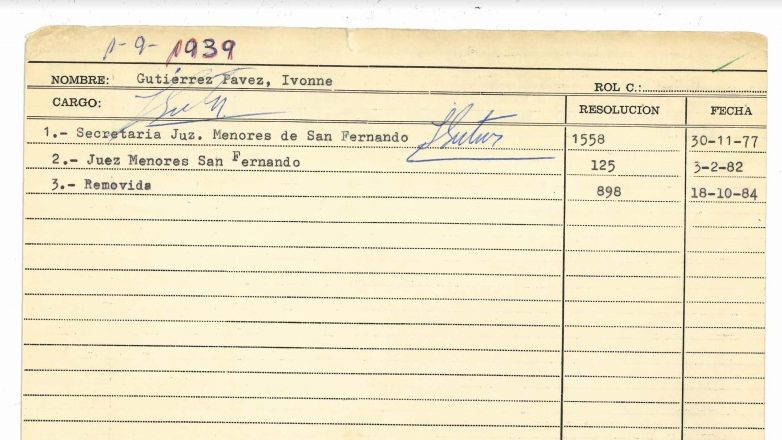 1-9-1939
NOMBRE: Gutiérrez Pavez, Ivonne
ROL C.:
CARGO: RESOLUCION FECHA
1.- Secretaria Juz. Menores de San Fernando 1558 30-11-77
2.- Juez Menores San Fernando 125 3-2-82
3.- Removida 898 18-10-84